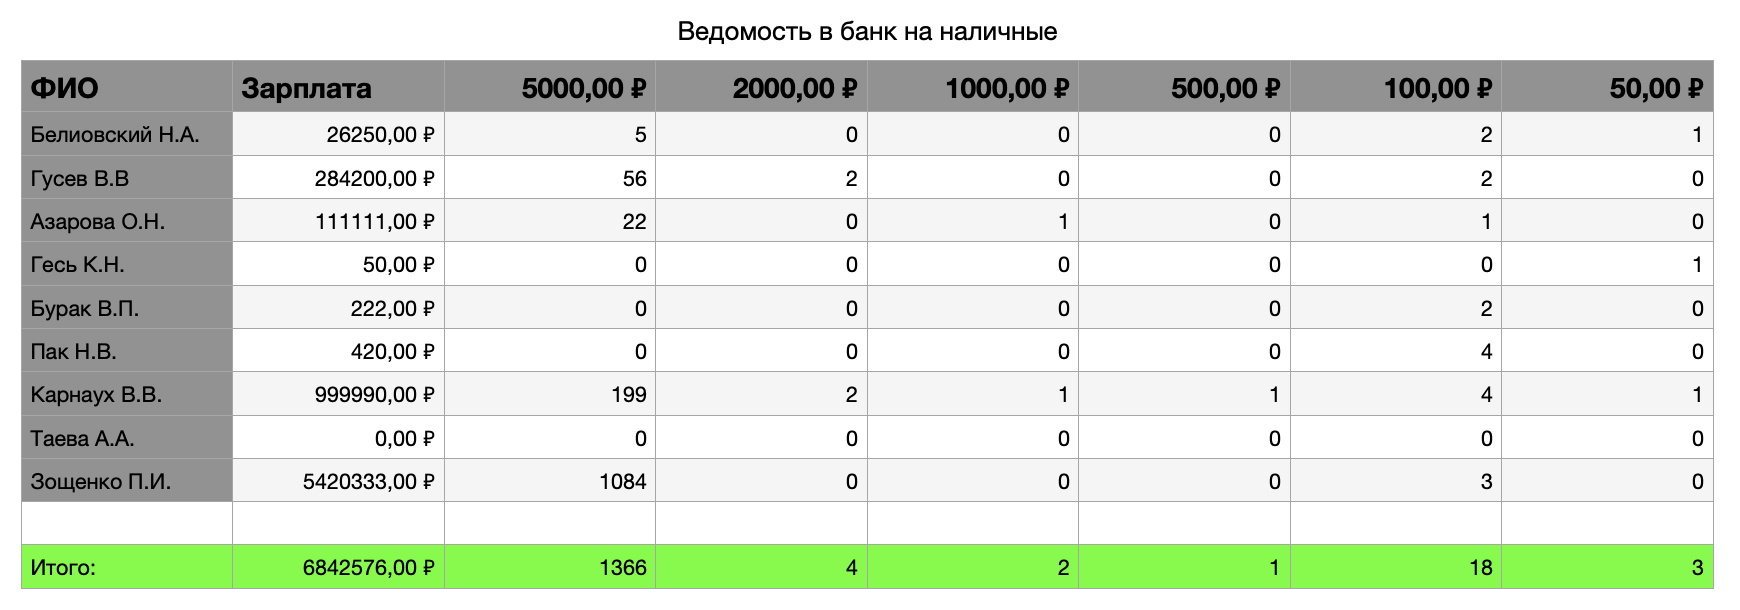 Ведомость в банк на наличные
ФИО Зарплата 5000,00 ₽ 2000,00 ₽ 1000,00 ₽ 500,00 ₽ 100,00 ₽ 50,00 ₽
Белиовский Н.А. 26250,00 ₽ 5 0 0 0 2 1
Гусев В.В 284200,00 ₽ 56 2 0 0 2 0
Азарова О.Н. 111111,00 ₽ 22 0 1 0 1 0
Гесь К.Н. 50,00 ₽ 0 0 0 0 0 1
Бурак В.П. 222,00 ₽ 0 0 0 0 2 0
Пак Н.В. 420,00 ₽ 0 0 0 0 4 0
Карнаух В.В. 999990,00 ₽ 199 2 1 1 4 1
Таева А.А. 0,00 ₽ 0 0 0 0 0 0
Зощенко П.И. 5420333,00 ₽ 1084 0 0 0 3 0
Итого: 6842576,00 ₽ 1366 4 2 1 18 3